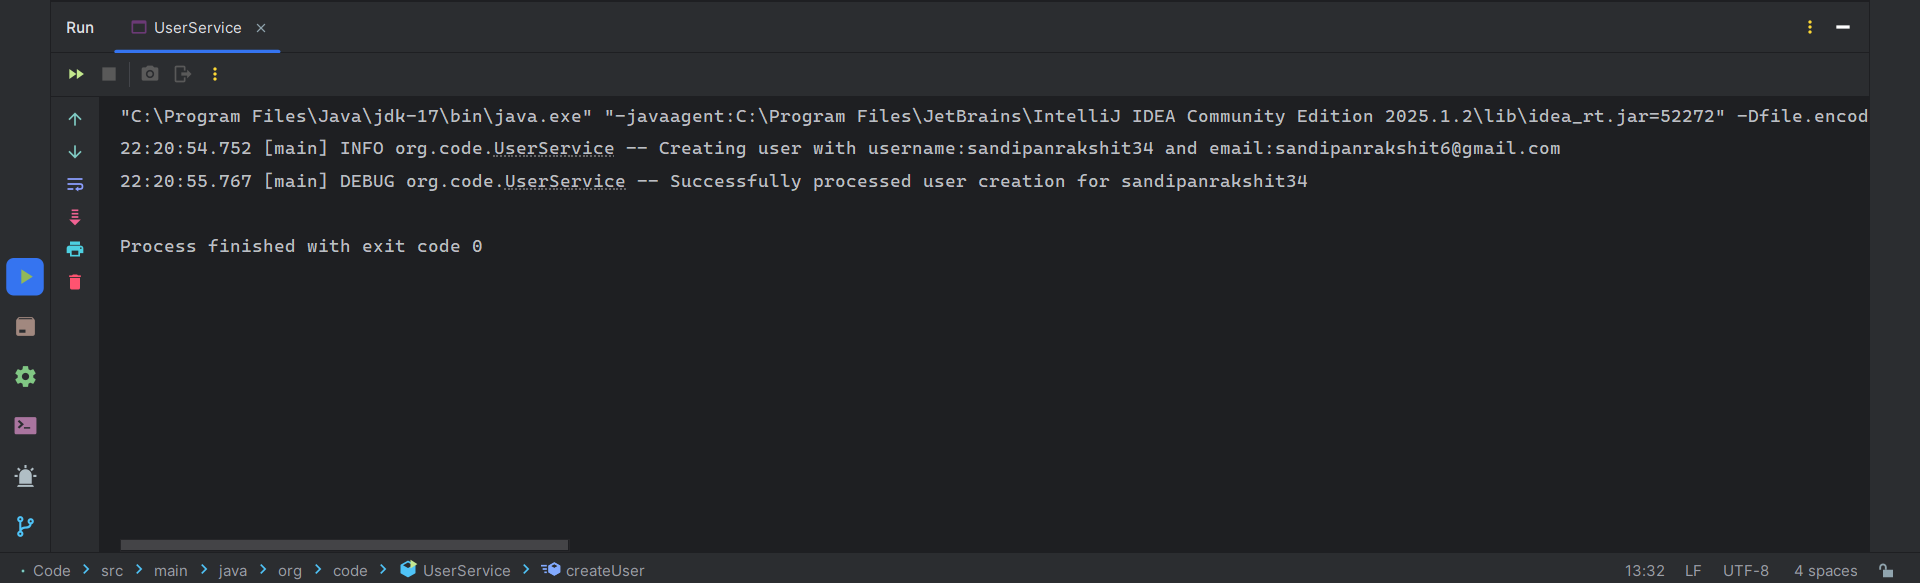 Run UserService
"C:\Program Files\Java\jdk-17\bin\java.exe" "-javaagent:C:\Program Files\JetBrains\IntelliJ IDEA Community Edition 2025.1.2\lib\idea_rt.jar=52272" -Dfile.encod
22:20:54.752 [main] INFO org.code.UserService -- Creating user with username:sandipanrakshit34 and email:sandipanrakshit6@gmail.com
22:20:55.767 [main] DEBUG org.code.UserService -- Successfully processed user creation for sandipanrakshit34
Process finished with exit code 0
Code > src > main > java > org > code > UserService > createUser 13:32 LF UTF-8 4 spaces